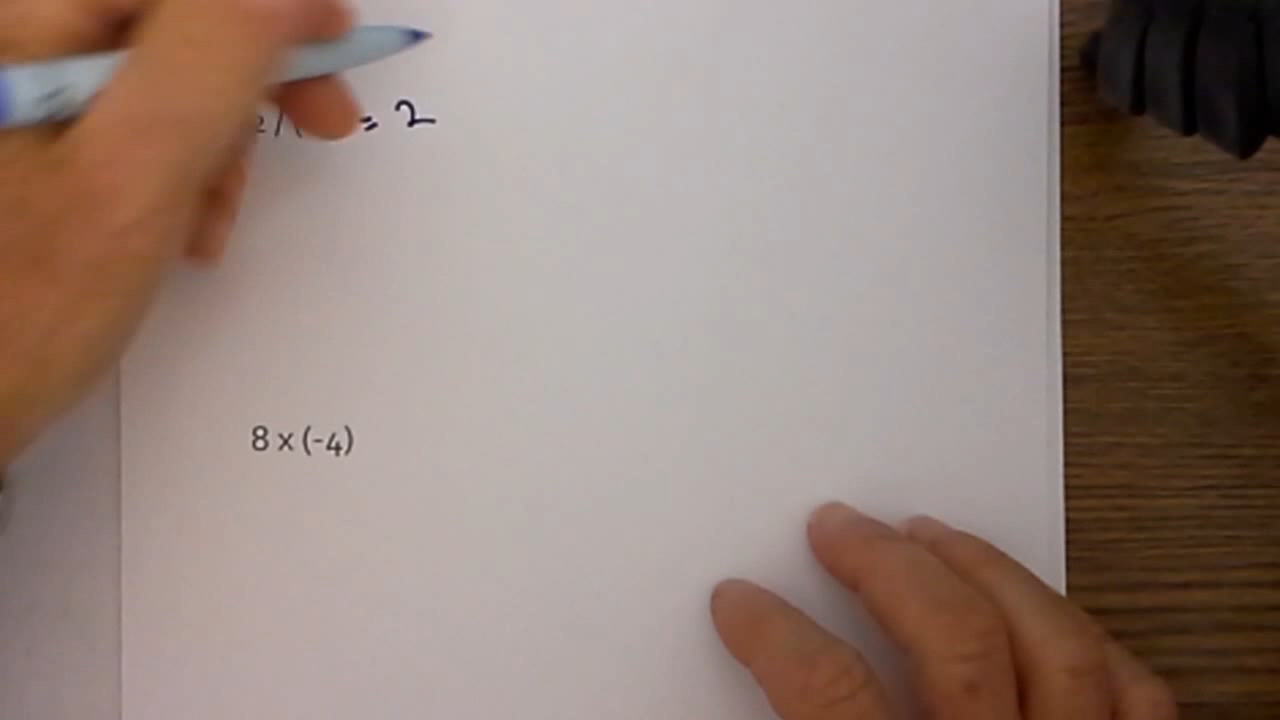 = 2
8 x (-4)